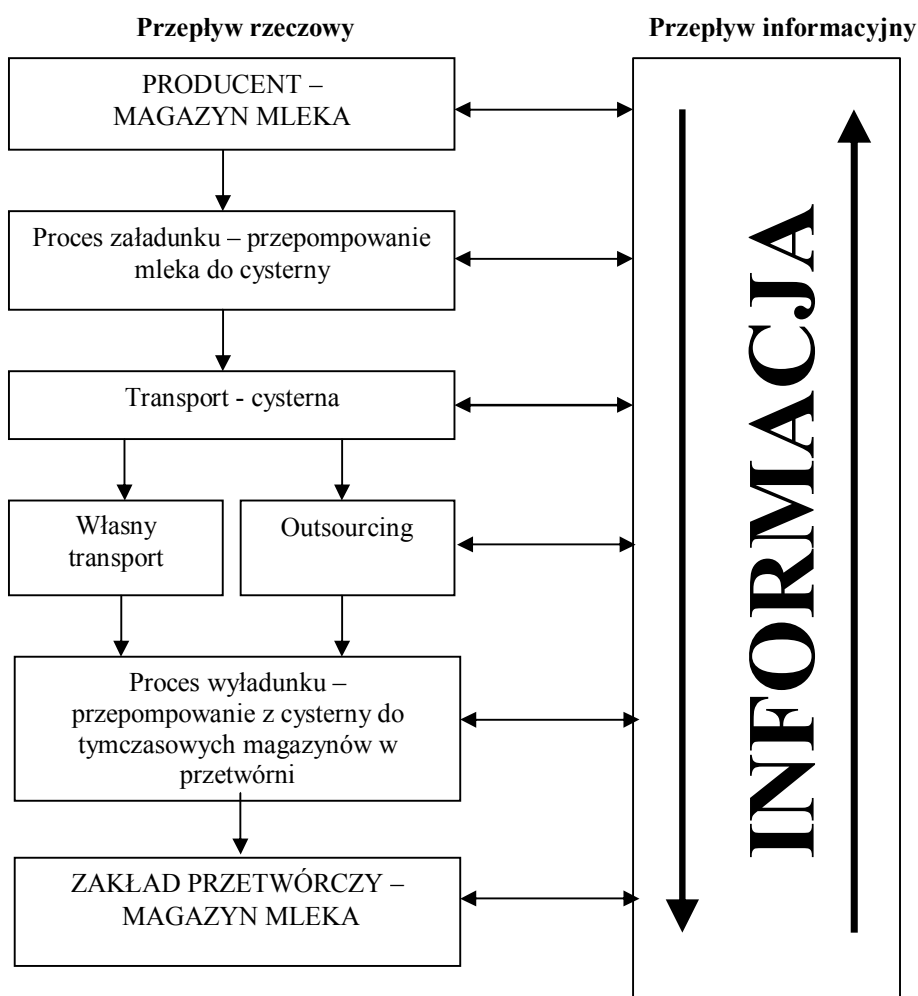 Przepływ rzeczowy
Przepływ informacyjny
PRODUCENT –
MAGAZYN MLEKA
Proces załadunku – przepompowanie
mleka do cysterny
Transport - cysterna
Własny
transport
Outsourcing
Proces wyładunku –
przepompowanie z cysterny do
tymczasowych magazynów w
przetwórni
ZAKŁAD PRZETWÓRCZY –
MAGAZYN MLEKA
INFORMACJA